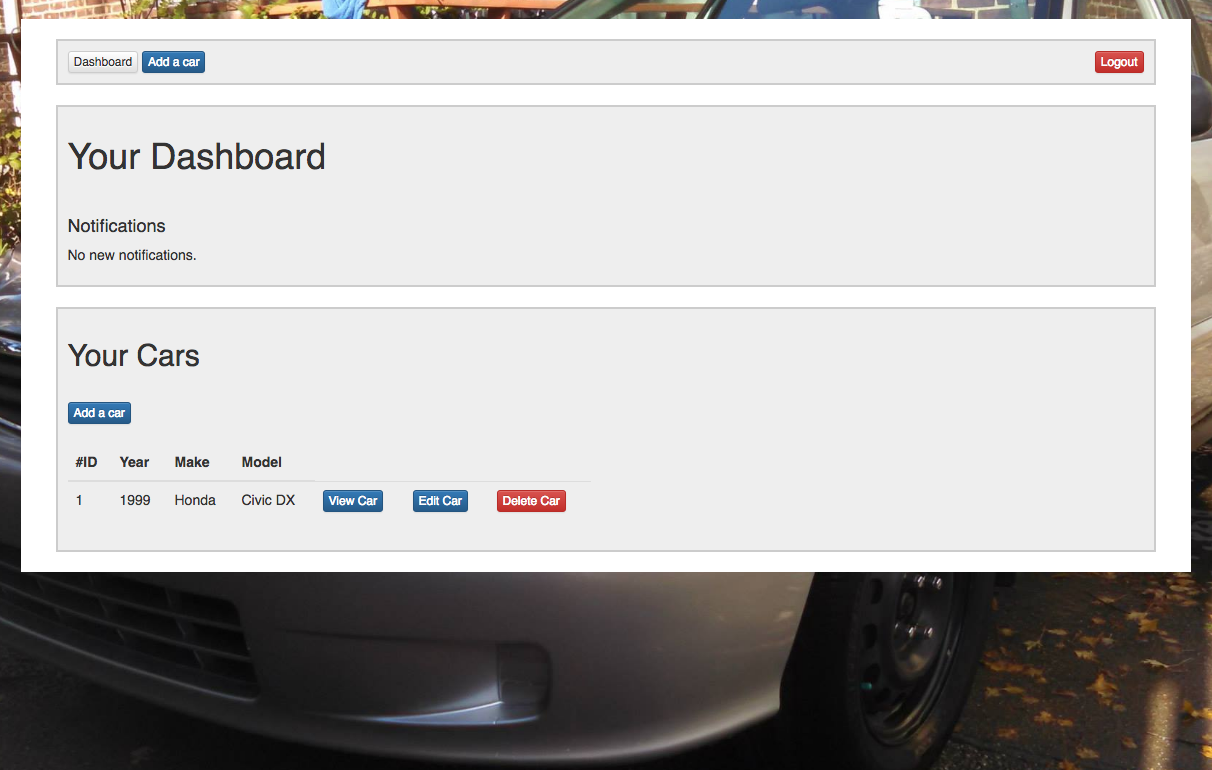 Dashboard Add a car Logout
Your Dashboard
Notifications
No new notifications.
Your Cars
Add a car
#ID Year Make Model
1 1999 Honda Civic DX View Car Edit Car Delete Car